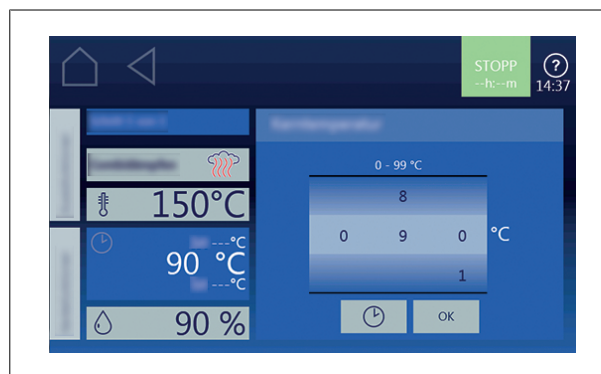 STOPP
--h:--m
?
14:37
0 - 99 °C
150°C
---°C
90 °C
---°C
90 %
8
0 9 0 °C
1
OK